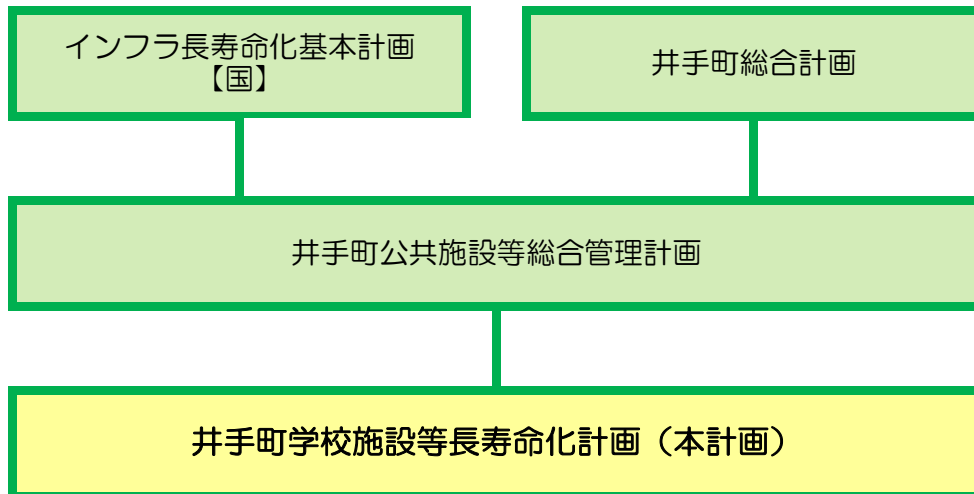 インフラ長寿命化基本計画
【国】
井手町総合計画
井手町公共施設等総合管理計画
井手町学校施設等長寿命化計画（本計画）